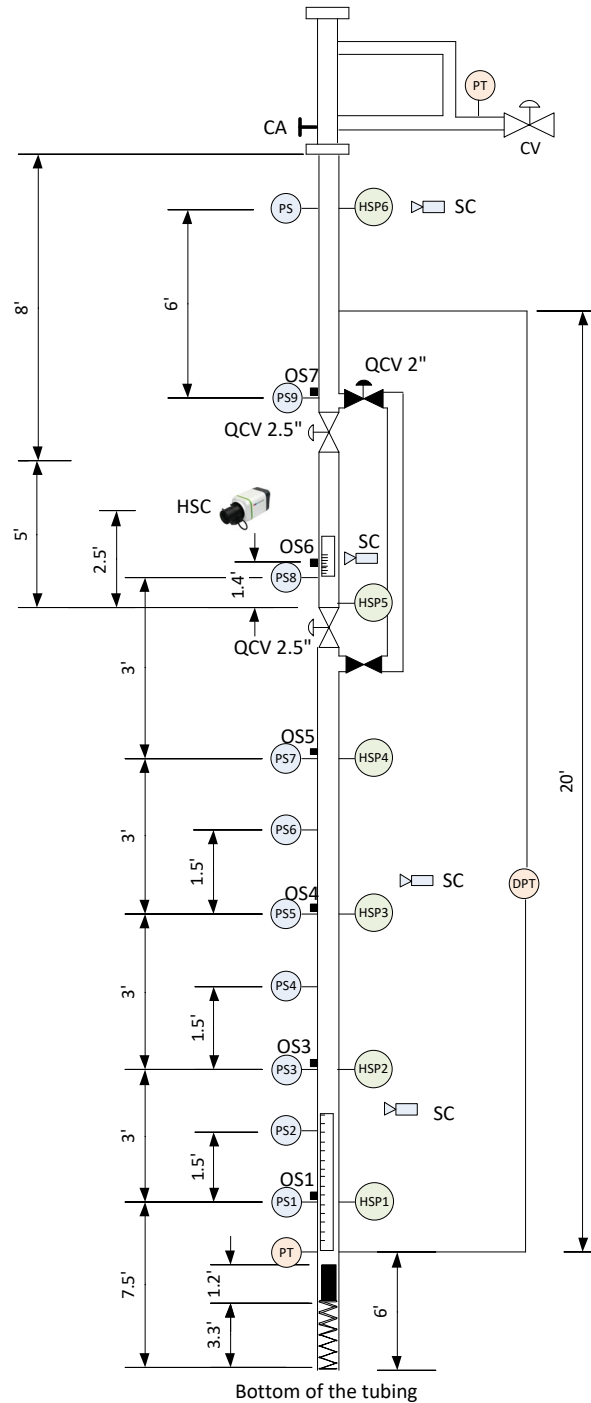 PT
CA
CV
PS
HSP6
SC
6'
8'
OS7
QCV 2"
PS9
QCV 2.5"
HSC
5'
2.5'
OS6
SC
1.4'
PS8
HSP5
QCV 2.5"
3'
OS5
PS7
HSP4
20'
3'
PS6
1.5'
SC
DPT
OS4
PS5
HSP3
3'
PS4
1.5'
OS3
PS3
HSP2
SC
3'
PS2
1.5'
OS1
PS1
HSP1
PT
7.5'
1.2'
6'
3.3'
Bottom of the tubing